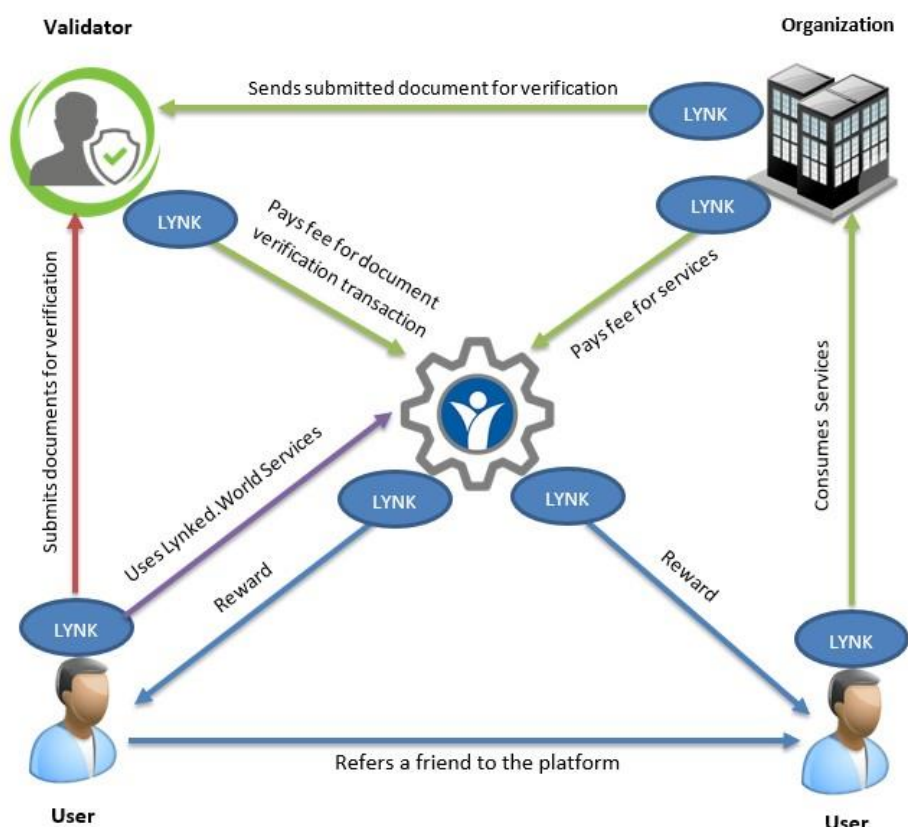 Validator
Organization
Sends submitted document for verification
LYNK
LYNK
LYNK
Pays fee for document
verification transaction
Pays fee for services
Submits documents for verification
Uses Lynked.World Services
Consumes Services
LYNK
LYNK
Reward
Reward
LYNK
LYNK
Refers a friend to the platform
User
User